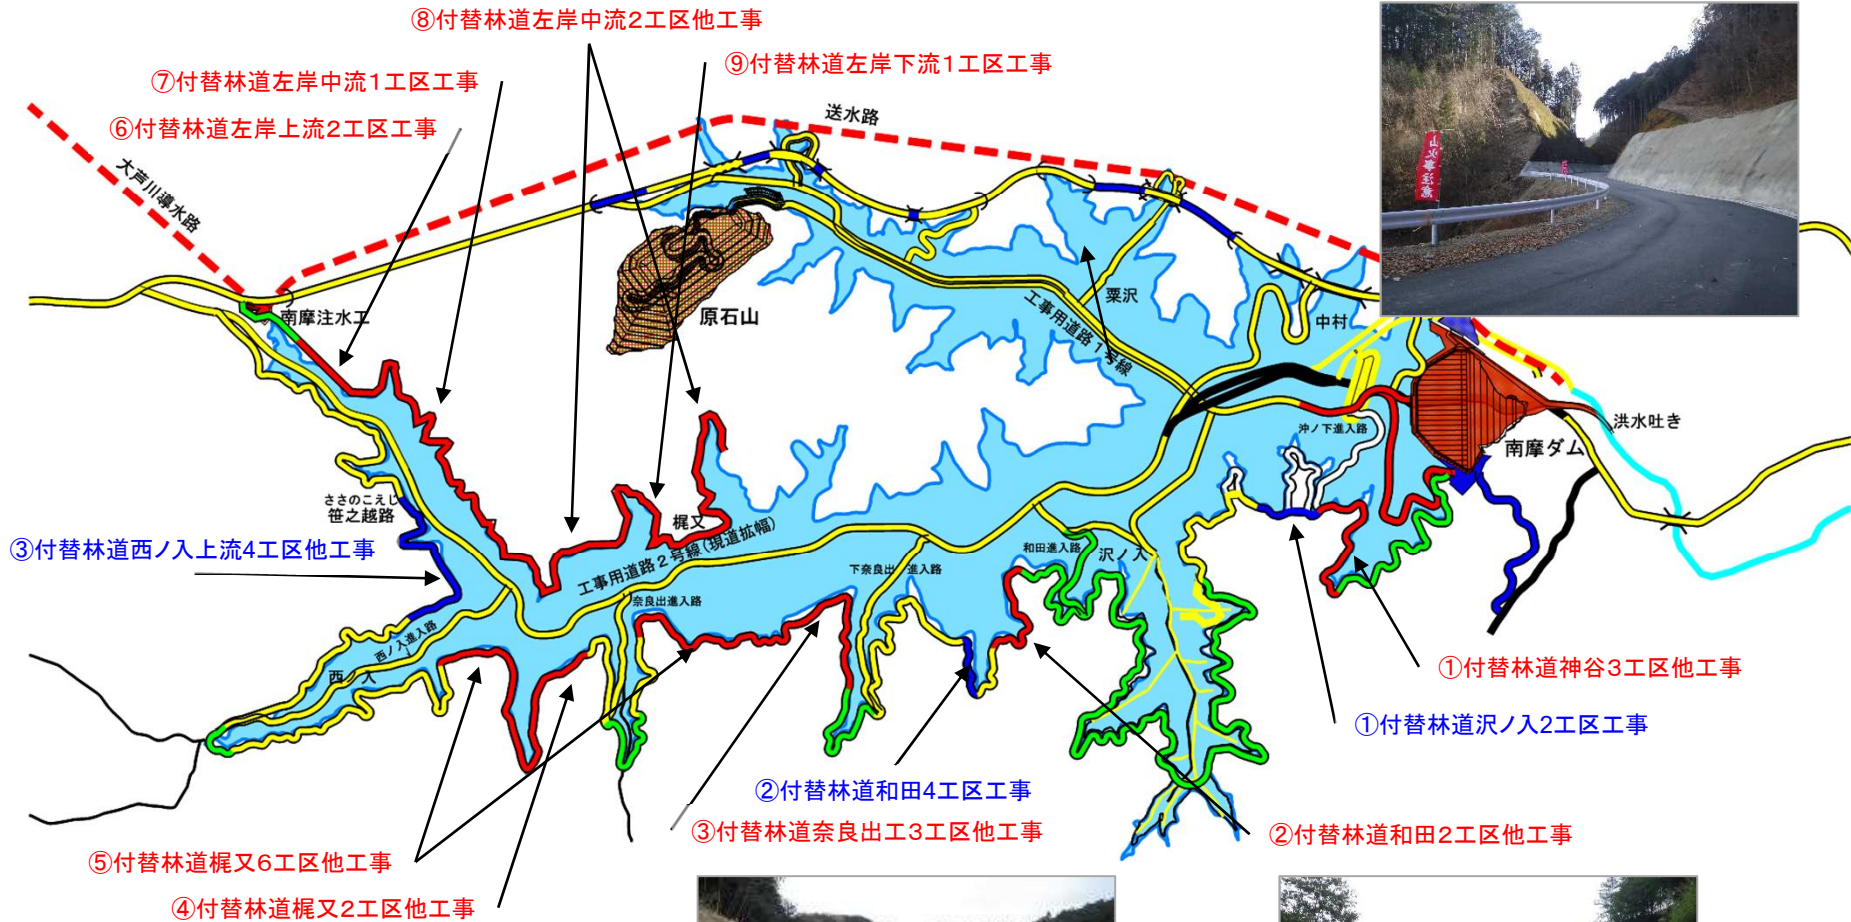 ⑧付替林道左岸中流2工区他工事
⑨付替林道左岸下流1工区工事
⑦付替林道左岸中流1工区工事
⑥付替林道左岸上流2工区工事
送水路
大芦川導水路
山火事注意
南摩注水工
原石山
粟沢
工事用道路1号線
中村
沖ノ下進入路
洪水吐き
南摩ダム
ささのこえじ
笹之越路
梶又
工事用道路2号線(現道拡幅)
③付替林道西ノ入上流4工区他工事
和田進入路
沢ノ入
下奈良出進入路
奈良出進入路
西ノ入進入路
西ノ入
①付替林道神谷3工区他工事
①付替林道沢ノ入2工区工事
②付替林道和田4工区工事
③付替林道奈良出工3工区他工事
②付替林道和田2工区他工事
⑤付替林道梶又6工区他工事
④付替林道梶又2工区他工事